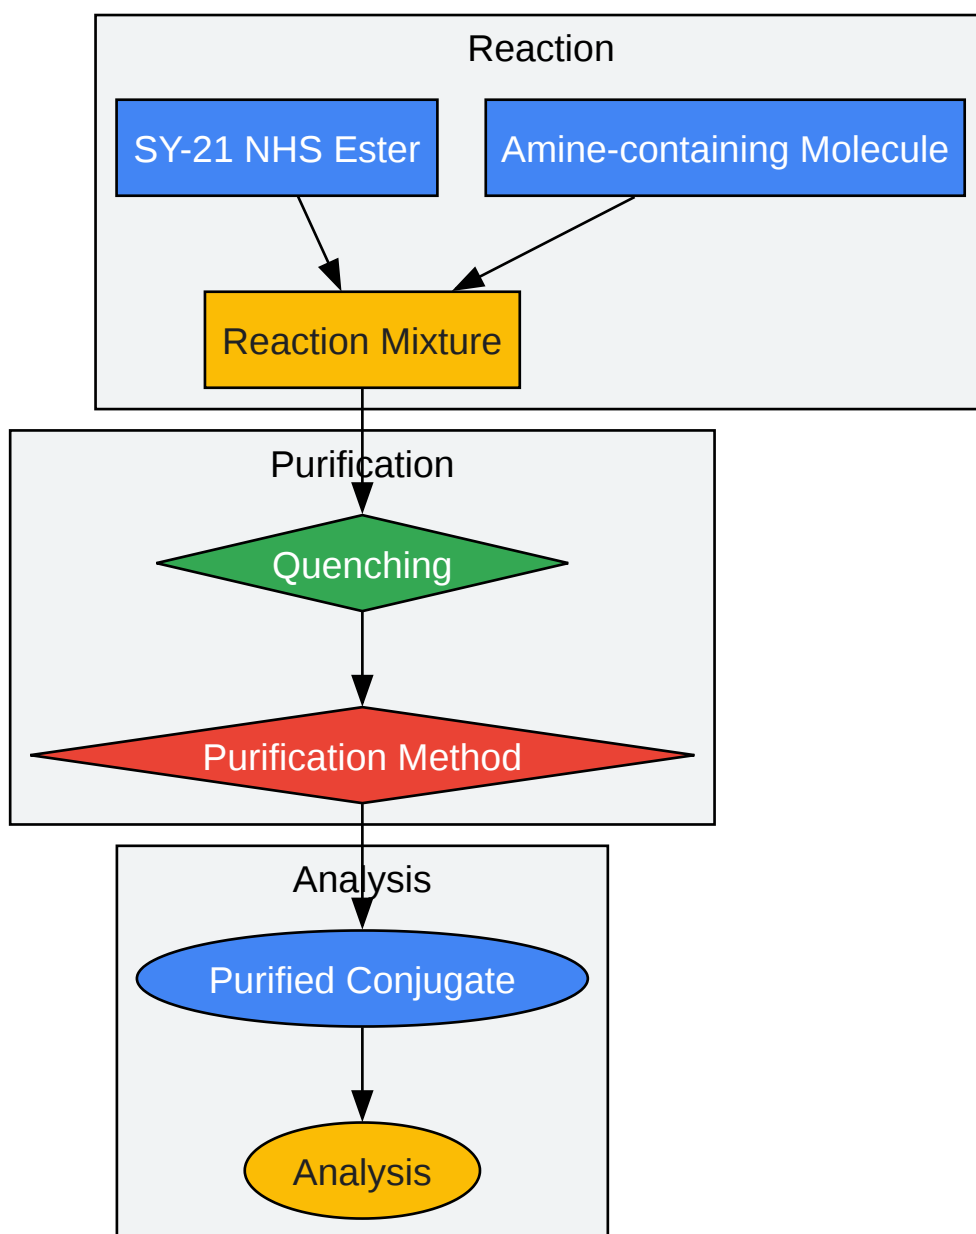 Reaction
SY-21 NHS Ester
Amine-containing Molecule
Reaction Mixture
Purification
Quenching
Purification Method
Analysis
Purified Conjugate
Analysis